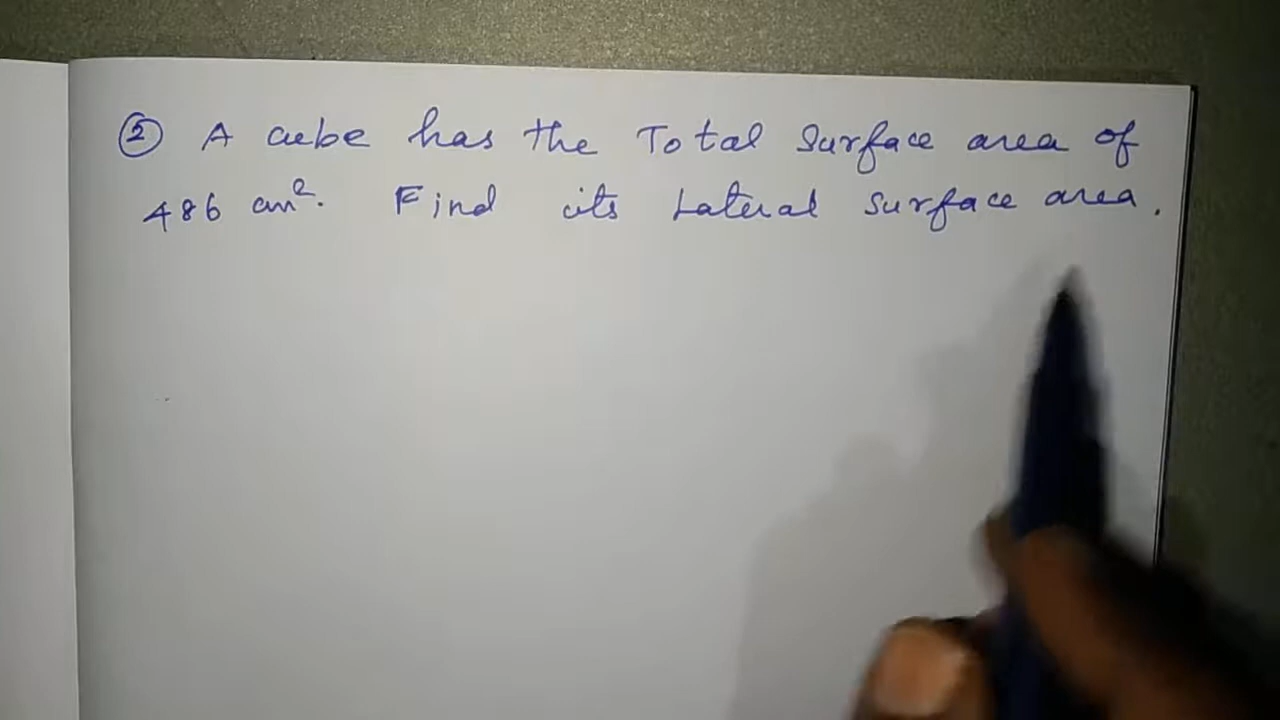 ② A cube has the Total Surface area of
486 cm². Find its Lateral Surface area.